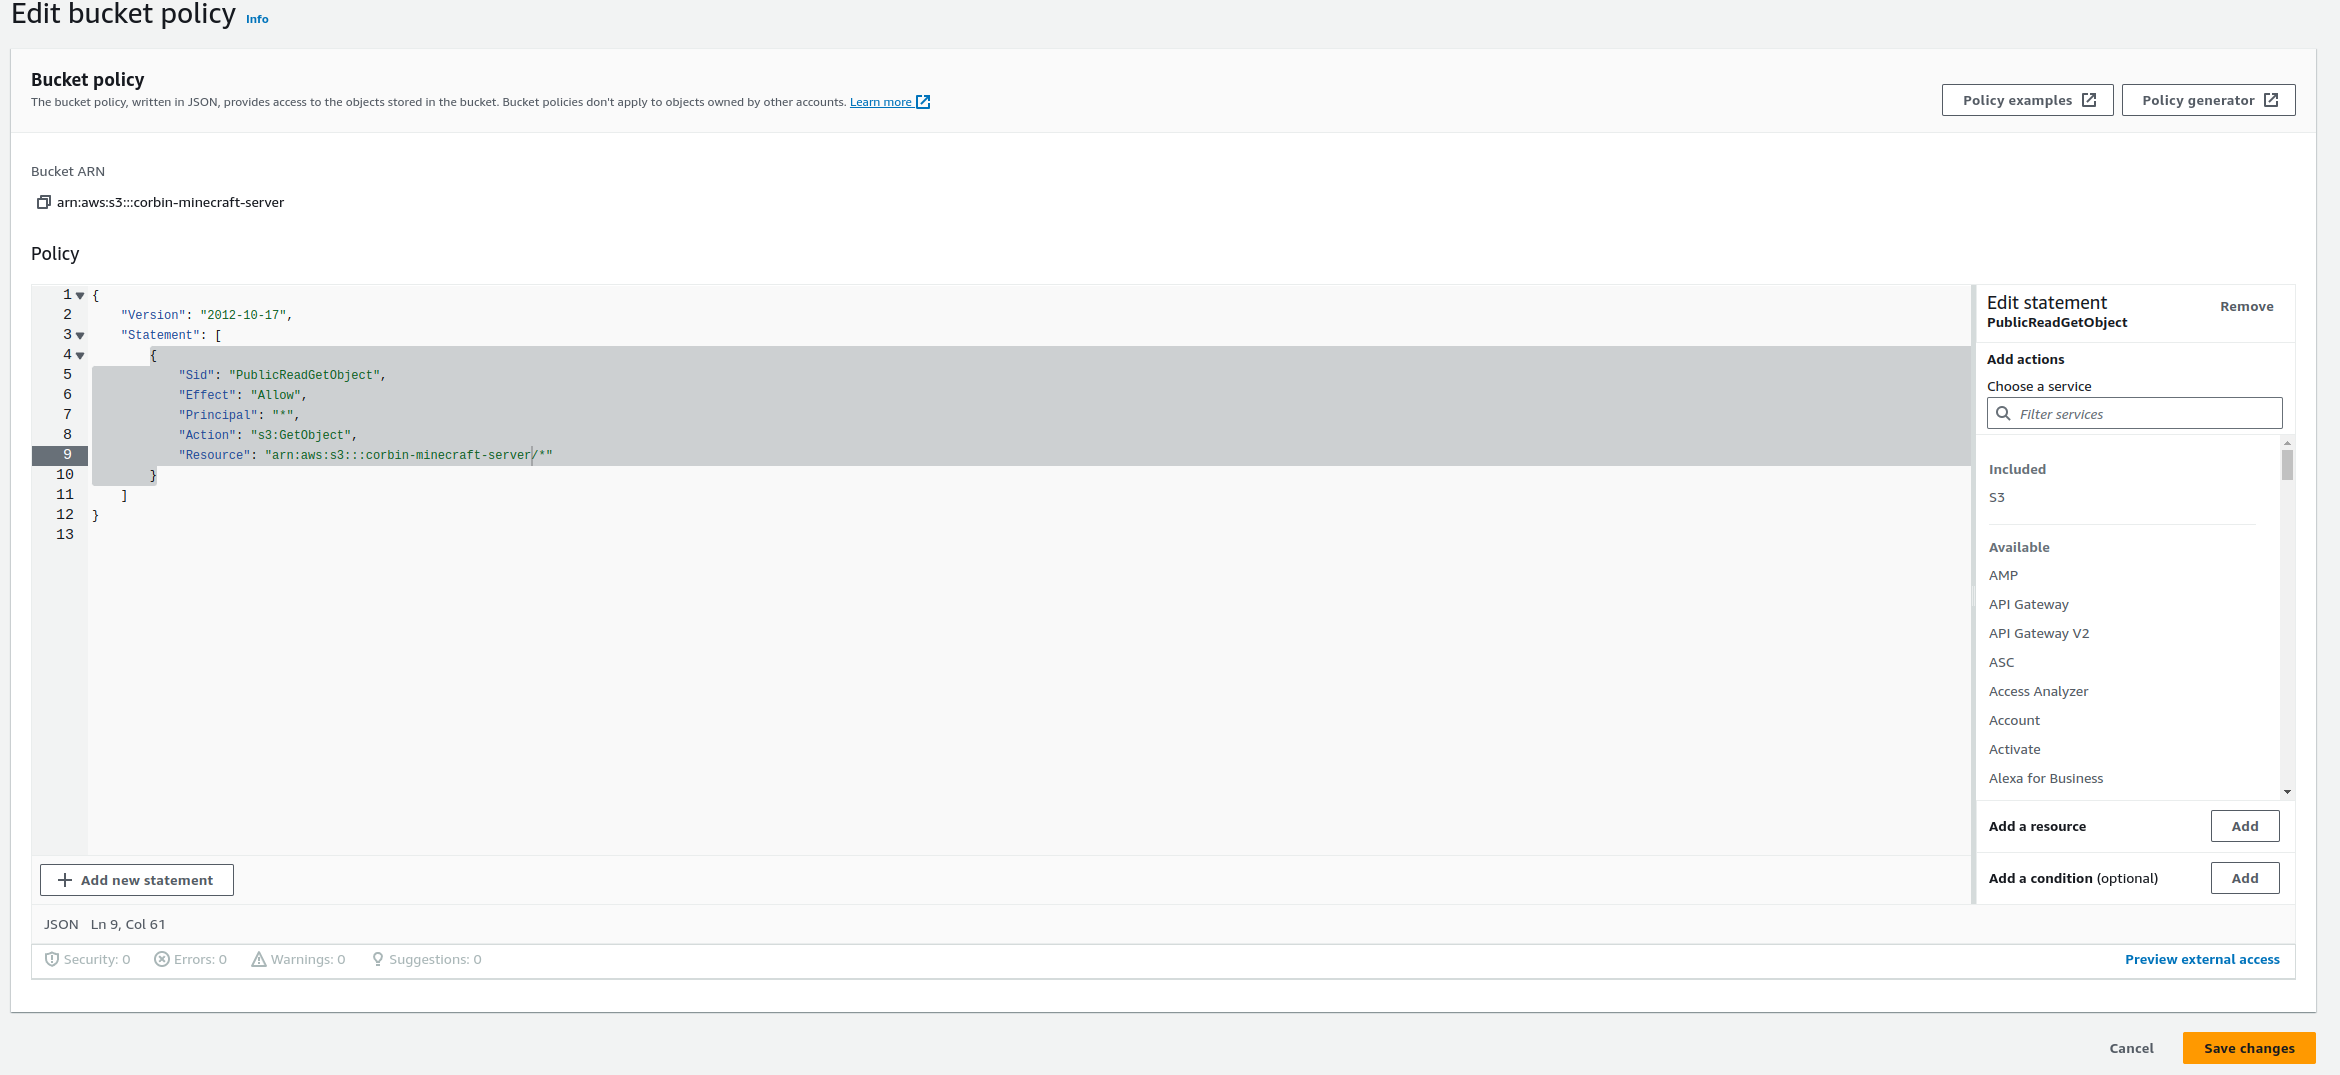 Edit bucket policy Info
Bucket policy
The bucket policy, written in JSON, provides access to the objects stored in the bucket. Bucket policies don't apply to objects owned by other accounts. Learn more
Policy examples
Policy generator
Bucket ARN
arn:aws:s3:::corbin-minecraft-server
Policy
1 {
2 "Version": "2012-10-17",
3 "Statement": [
4 {
5 "Sid": "PublicReadGetObject",
6 "Effect": "Allow",
7 "Principal": "*",
8 "Action": "s3:GetObject",
9 "Resource": "arn:aws:s3:::corbin-minecraft-server/*"
10 }
11 ]
12 }
13
Edit statement
PublicReadGetObject
Remove
Add actions
Choose a service
Filter services
Included
S3
Available
AMP
API Gateway
API Gateway V2
ASC
Access Analyzer
Account
Activate
Alexa for Business
Add a resource
Add
Add a condition (optional)
Add
Add new statement
JSON Ln 9, Col 61
Security: 0 Errors: 0 Warnings: 0 Suggestions: 0
Preview external access
Cancel
Save changes